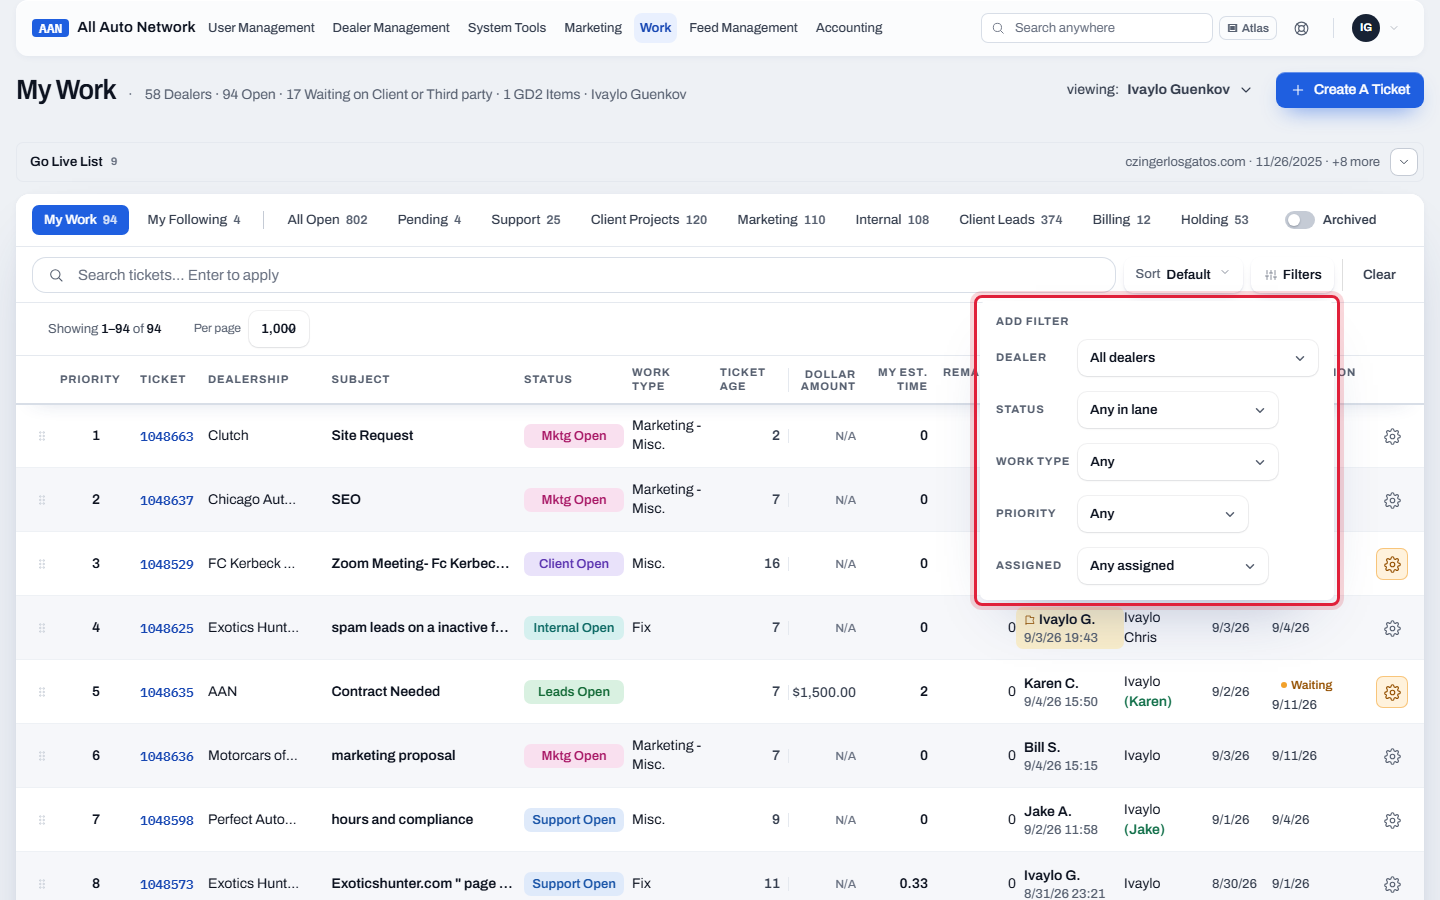 AAN All Auto Network User Management Dealer Management System Tools Marketing Work Feed Management Accounting Search anywhere Atlas IG
My Work · 58 Dealers · 94 Open · 17 Waiting on Client or Third party · 1 GD2 Items · Ivaylo Guenkov viewing: Ivaylo Guenkov + Create A Ticket
Go Live List 9 czingerlosgatos.com · 11/26/2025 · +8 more
My Work 94 My Following 4 All Open 802 Pending 4 Support 25 Client Projects 120 Marketing 110 Internal 108 Client Leads 374 Billing 12 Holding 53 Archived
Search tickets... Enter to apply Sort Default Filters Clear
Showing 1–94 of 94 Per page 1,000
ADD FILTER
DEALER All dealers
STATUS Any in lane
WORK TYPE Any
PRIORITY Any
ASSIGNED Any assigned
PRIORITY TICKET DEALERSHIP SUBJECT STATUS WORK TYPE TICKET AGE DOLLAR AMOUNT MY EST. TIME
1 1048663 Clutch Site Request Mktg Open Marketing - Misc. 2 N/A 0
2 1048637 Chicago Aut... SEO Mktg Open Marketing - Misc. 7 N/A 0
3 1048529 FC Kerbeck ... Zoom Meeting- Fc Kerbec... Client Open Misc. 16 N/A 0
4 1048625 Exotics Hunt... spam leads on a inactive f... Internal Open Fix 7 N/A 0 0 Ivaylo G. 9/3/26 19:43 Ivaylo Chris 9/3/26 9/4/26
5 1048635 AAN Contract Needed Leads Open 7 $1,500.00 2 0 Karen C. 9/4/26 15:50 Ivaylo (Karen) 9/2/26 Waiting 9/11/26
6 1048636 Motorcars of... marketing proposal Mktg Open Marketing - Misc. 7 N/A 0 0 Bill S. 9/4/26 15:15 Ivaylo 9/3/26 9/11/26
7 1048598 Perfect Auto... hours and compliance Support Open Misc. 9 N/A 0 0 Jake A. 9/2/26 11:58 Ivaylo (Jake) 9/1/26 9/4/26
8 1048573 Exotics Hunt... Exoticshunter.com " page ... Support Open Fix 11 N/A 0.33 0 Ivaylo G. 8/31/26 23:21 Ivaylo 8/30/26 9/1/26